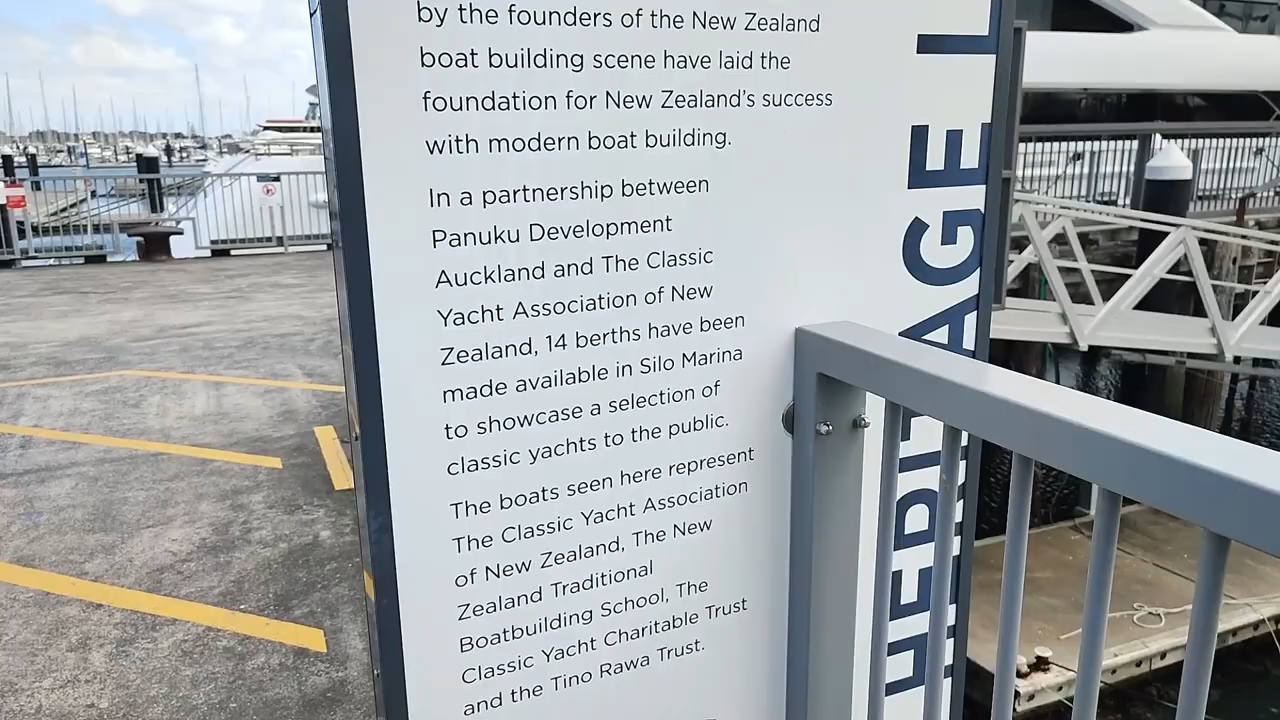 by the founders of the New Zealand
boat building scene have laid the
foundation for New Zealand's success
with modern boat building.
In a partnership between
Panuku Development
Auckland and The Classic
Yacht Association of New
Zealand, 14 berths have been
made available in Silo Marina
to showcase a selection of
classic yachts to the public.
The boats seen here represent
The Classic Yacht Association
of New Zealand, The New
Zealand Traditional
Boatbuilding School, The
Classic Yacht Charitable Trust
and the Tino Rawa Trust.
HERITAGE L